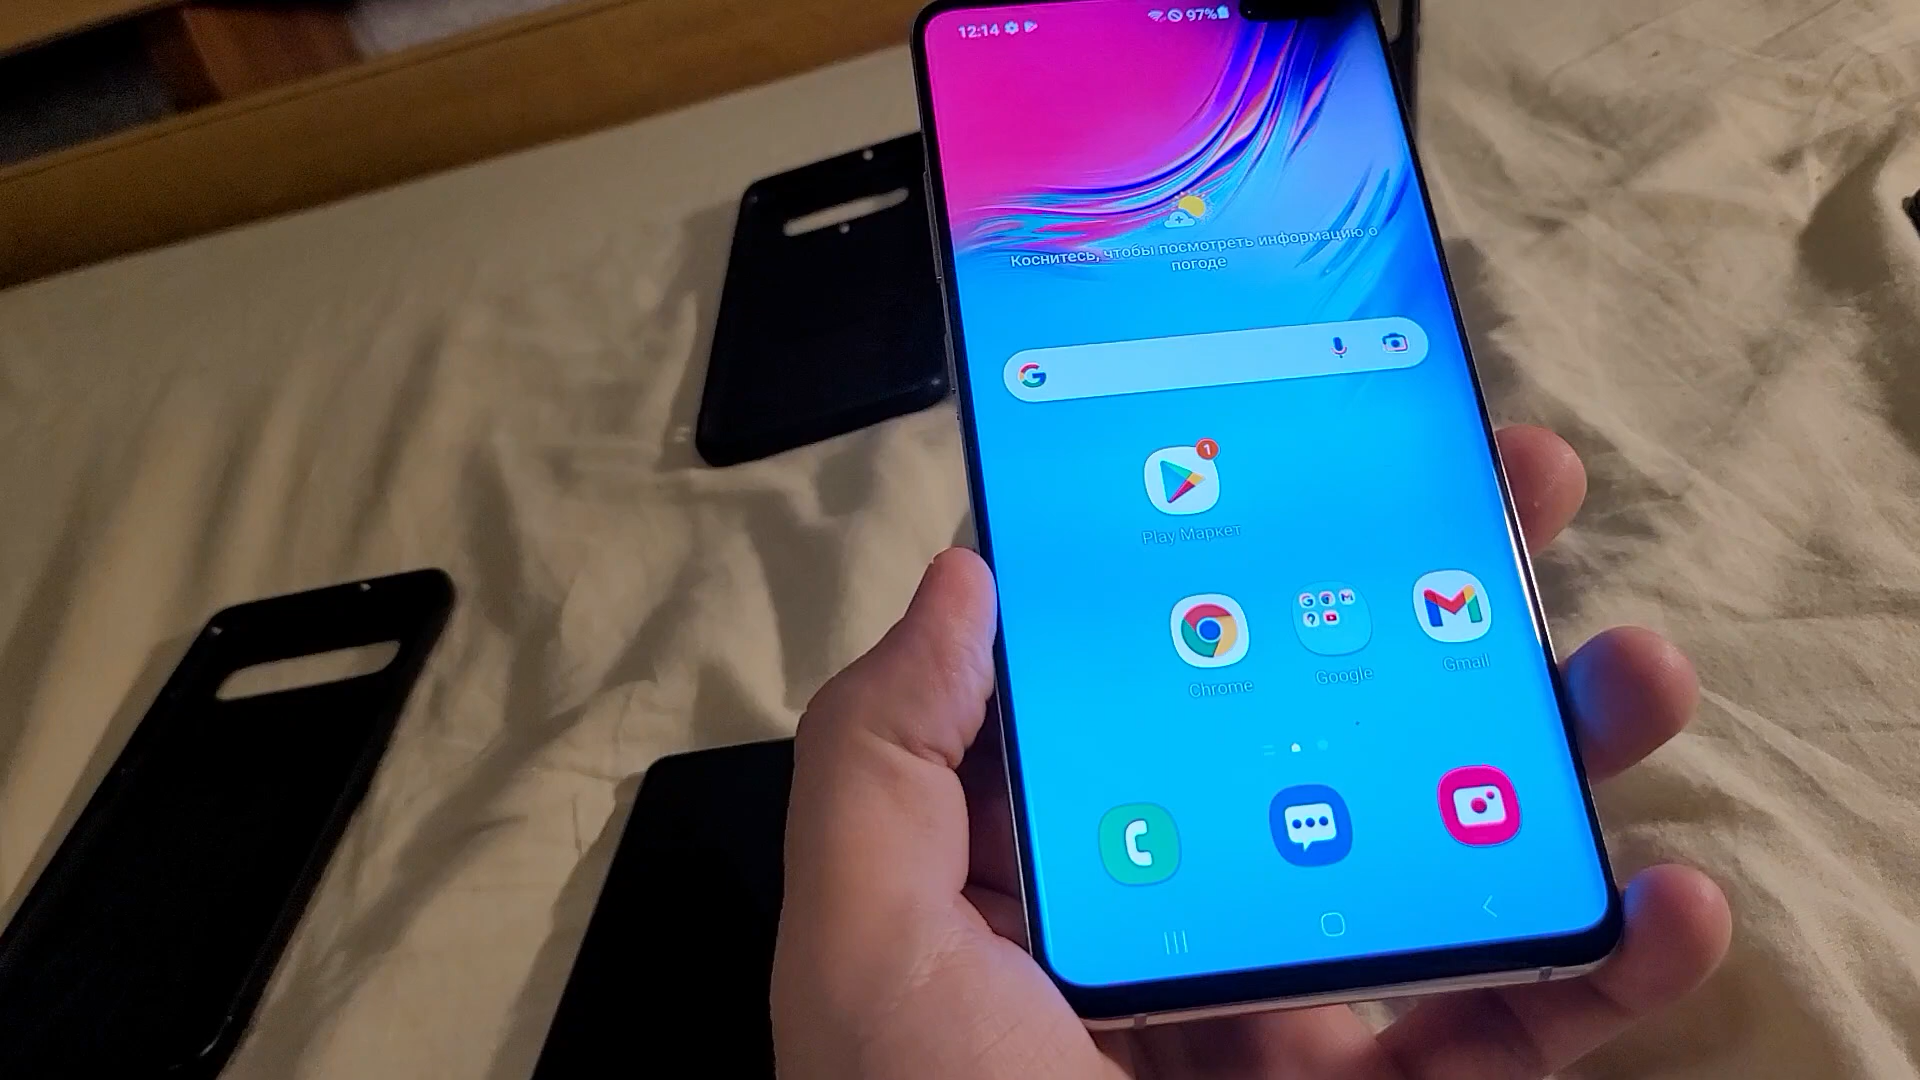 12:14 97%
Коснитесь, чтобы посмотреть информацию о
погоде
1
Play Маркет
Chrome
Google
Gmail